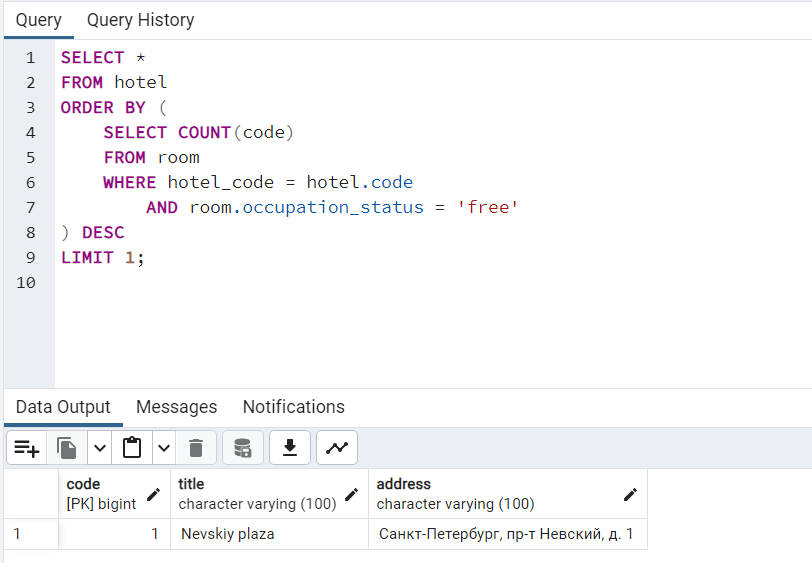 Query Query History
1 SELECT *
2 FROM hotel
3 ORDER BY (
4 SELECT COUNT(code)
5 FROM room
6 WHERE hotel_code = hotel.code
7 AND room.occupation_status = 'free'
8 ) DESC
9 LIMIT 1;
10
Data Output Messages Notifications
code title address
[PK] bigint character varying (100) character varying (100)
1 1 Nevskiy plaza Санкт-Петербург, пр-т Невский, д. 1